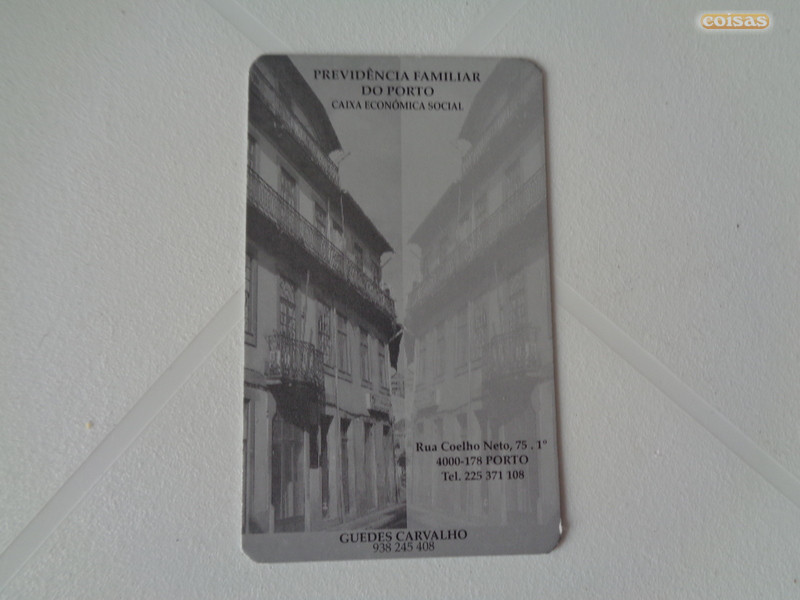 coisas
PREVIDÊNCIA FAMILIAR
DO PORTO
CAIXA ECONÓMICA SOCIAL
Rua Coelho Neto, 75 . 1º
4000-178 PORTO
Tel. 225 371 108
GUEDES CARVALHO
938 245 408